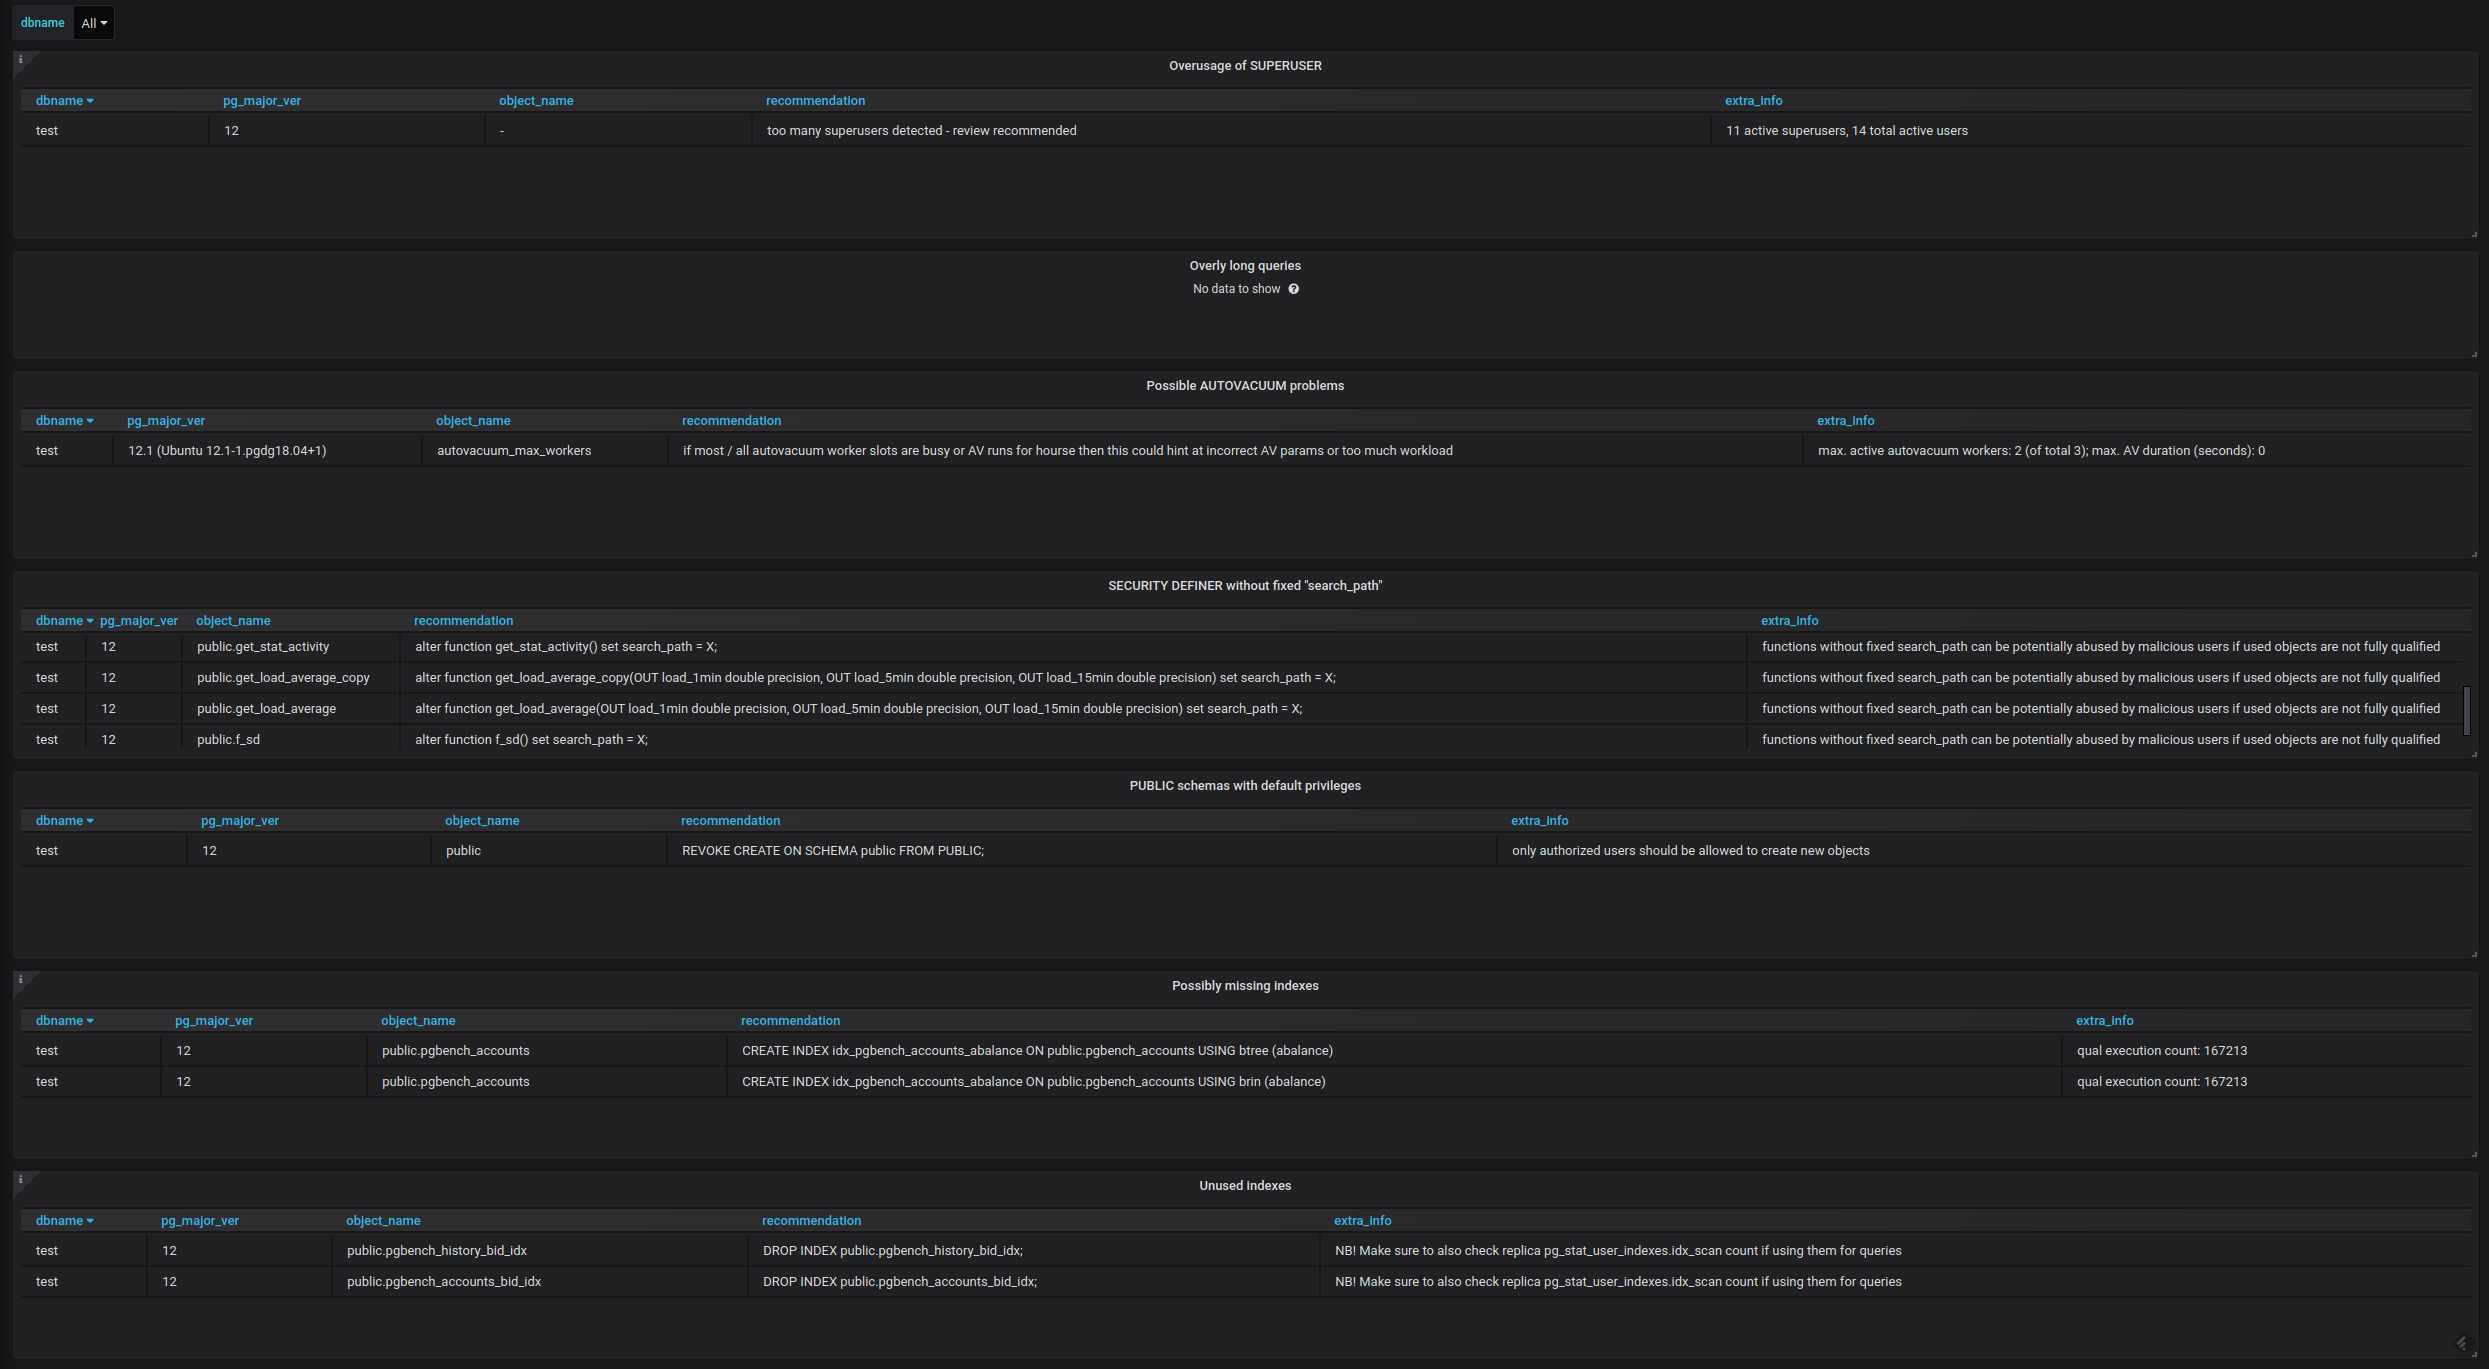 dbname All
Overusage of SUPERUSER
dbname pg_major_ver object_name recommendation extra_info
test 12 - too many superusers detected - review recommended 11 active superusers, 14 total active users
Overly long queries
No data to show
Possible AUTOVACUUM problems
dbname pg_major_ver object_name recommendation extra_info
test 12.1 (Ubuntu 12.1-1.pgdg18.04+1) autovacuum_max_workers if most / all autovacuum worker slots are busy or AV runs for hourse then this could hint at incorrect AV params or too much workload max. active autovacuum workers: 2 (of total 3); max. AV duration (seconds): 0
SECURITY DEFINER without fixed "search_path"
dbname pg_major_ver object_name recommendation extra_info
test 12 public.get_stat_activity alter function get_stat_activity() set search_path = X; functions without fixed search_path can be potentially abused by malicious users if used objects are not fully qualified
test 12 public.get_load_average_copy alter function get_load_average_copy(OUT load_1min double precision, OUT load_5min double precision, OUT load_15min double precision) set search_path = X; functions without fixed search_path can be potentially abused by malicious users if used objects are not fully qualified
test 12 public.get_load_average alter function get_load_average(OUT load_1min double precision, OUT load_5min double precision, OUT load_15min double precision) set search_path = X; functions without fixed search_path can be potentially abused by malicious users if used objects are not fully qualified
test 12 public.f_sd alter function f_sd() set search_path = X; functions without fixed search_path can be potentially abused by malicious users if used objects are not fully qualified
PUBLIC schemas with default privileges
dbname pg_major_ver object_name recommendation extra_info
test 12 public REVOKE CREATE ON SCHEMA public FROM PUBLIC; only authorized users should be allowed to create new objects
Possibly missing indexes
dbname pg_major_ver object_name recommendation extra_info
test 12 public.pgbench_accounts CREATE INDEX idx_pgbench_accounts_abalance ON public.pgbench_accounts USING btree (abalance) qual execution count: 167213
test 12 public.pgbench_accounts CREATE INDEX idx_pgbench_accounts_abalance ON public.pgbench_accounts USING brin (abalance) qual execution count: 167213
Unused indexes
dbname pg_major_ver object_name recommendation extra_info
test 12 public.pgbench_history_bid_idx DROP INDEX public.pgbench_history_bid_idx; NB! Make sure to also check replica pg_stat_user_indexes.idx_scan count if using them for queries
test 12 public.pgbench_accounts_bid_idx DROP INDEX public.pgbench_accounts_bid_idx; NB! Make sure to also check replica pg_stat_user_indexes.idx_scan count if using them for queries